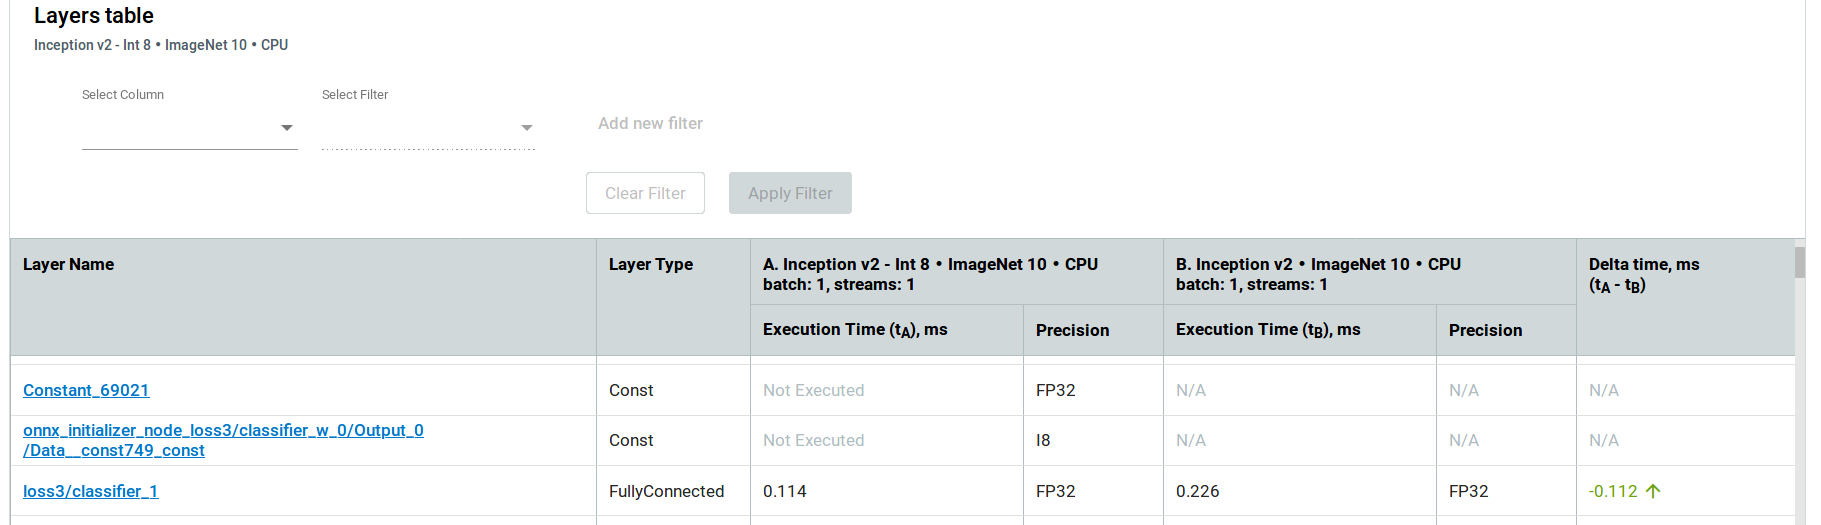 Layers table
Inception v2 - Int 8 • ImageNet 10 • CPU
Select Column
Select Filter
Add new filter
Clear Filter
Apply Filter
Layer Name
Layer Type
A. Inception v2 - Int 8 • ImageNet 10 • CPU
batch: 1, streams: 1
B. Inception v2 • ImageNet 10 • CPU
batch: 1, streams: 1
Delta time, ms
(tA - tB)
Execution Time (tA), ms
Precision
Execution Time (tB), ms
Precision
Constant_69021
Const
Not Executed
FP32
N/A
N/A
N/A
onnx_initializer_node_loss3/classifier_w_0/Output_0
/Data__const749_const
Const
Not Executed
I8
N/A
N/A
N/A
loss3/classifier_1
FullyConnected
0.114
FP32
0.226
FP32
-0.112 ↑